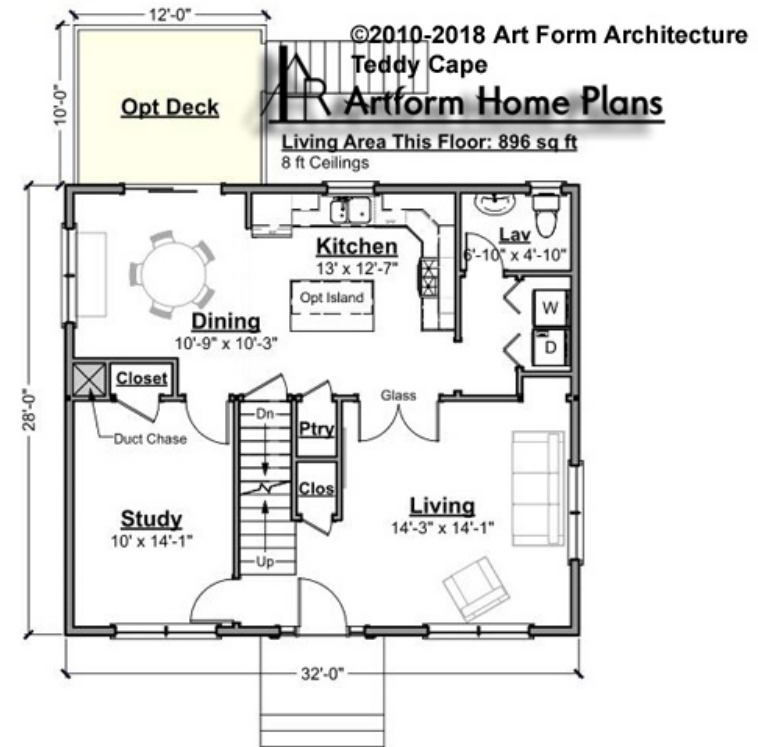 12'-0"
©2010-2018 Art Form Architecture
Teddy Cape
AR Artform Home Plans
10'-0"
Opt Deck
Living Area This Floor: 896 sq ft
8 ft Ceilings
Kitchen
13' x 12'-7"
Lav
6'-10" x 4'-10"
Opt Island
W
Dining
10'-9" x 10'-3"
D
Closet
28'-0"
Glass
Dn
Ptry
Duct Chase
Clos
Study
10' x 14'-1"
Living
14'-3" x 14'-1"
Up
32'-0"